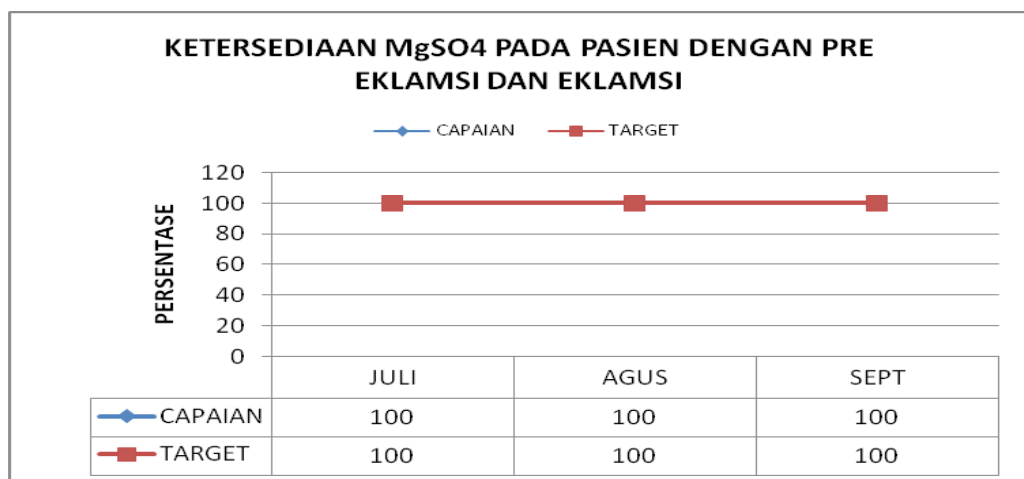 KETERSEDIAAN MgSO4 PADA PASIEN DENGAN PRE
EKLAMSI DAN EKLAMSI
CAPAIAN TARGET
PERSENTASE
120
100
80
60
40
20
0
JULI AGUS SEPT
CAPAIAN 100 100 100
TARGET 100 100 100